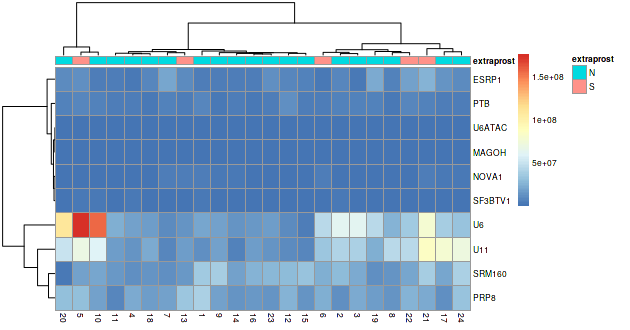 extraprost
ESRP1
PTB
U6ATAC
MAGOH
NOVA1
SF3BTV1
U6
U11
SRM160
PRP8
20 5 10 11 4 18 7 13 1 9 14 16 23 12 15 6 2 3 19 8 22 21 17 24
1.5e+08
1e+08
5e+07
extraprost
N
S